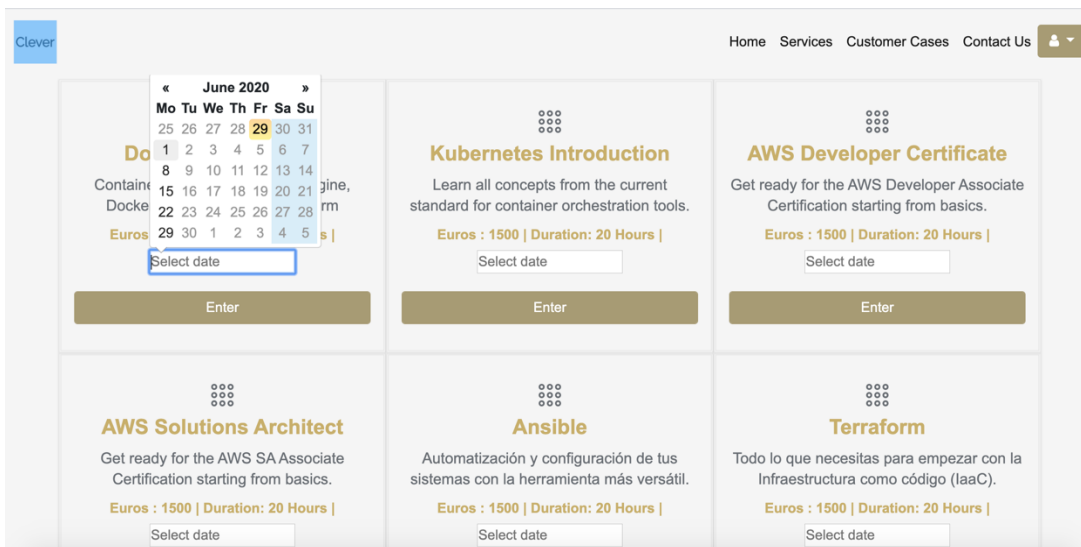 Clever
Home Services Customer Cases Contact Us
« June 2020 »
Mo Tu We Th Fr Sa Su
25 26 27 28 29 30 31
1 2 3 4 5 6 7
8 9 10 11 12 13 14
15 16 17 18 19 20 21
22 23 24 25 26 27 28
29 30 1 2 3 4 5
Do
Containe gine,
Docke rm
Euros s |
Select date
Enter
Kubernetes Introduction
Learn all concepts from the current
standard for container orchestration tools.
Euros : 1500 | Duration: 20 Hours |
Select date
Enter
AWS Developer Certificate
Get ready for the AWS Developer Associate
Certification starting from basics.
Euros : 1500 | Duration: 20 Hours |
Select date
Enter
AWS Solutions Architect
Get ready for the AWS SA Associate
Certification starting from basics.
Euros : 1500 | Duration: 20 Hours |
Select date
Ansible
Automatización y configuración de tus
sistemas con la herramienta más versátil.
Euros : 1500 | Duration: 20 Hours |
Select date
Terraform
Todo lo que necesitas para empezar con la
Infraestructura como código (IaaC).
Euros : 1500 | Duration: 20 Hours |
Select date